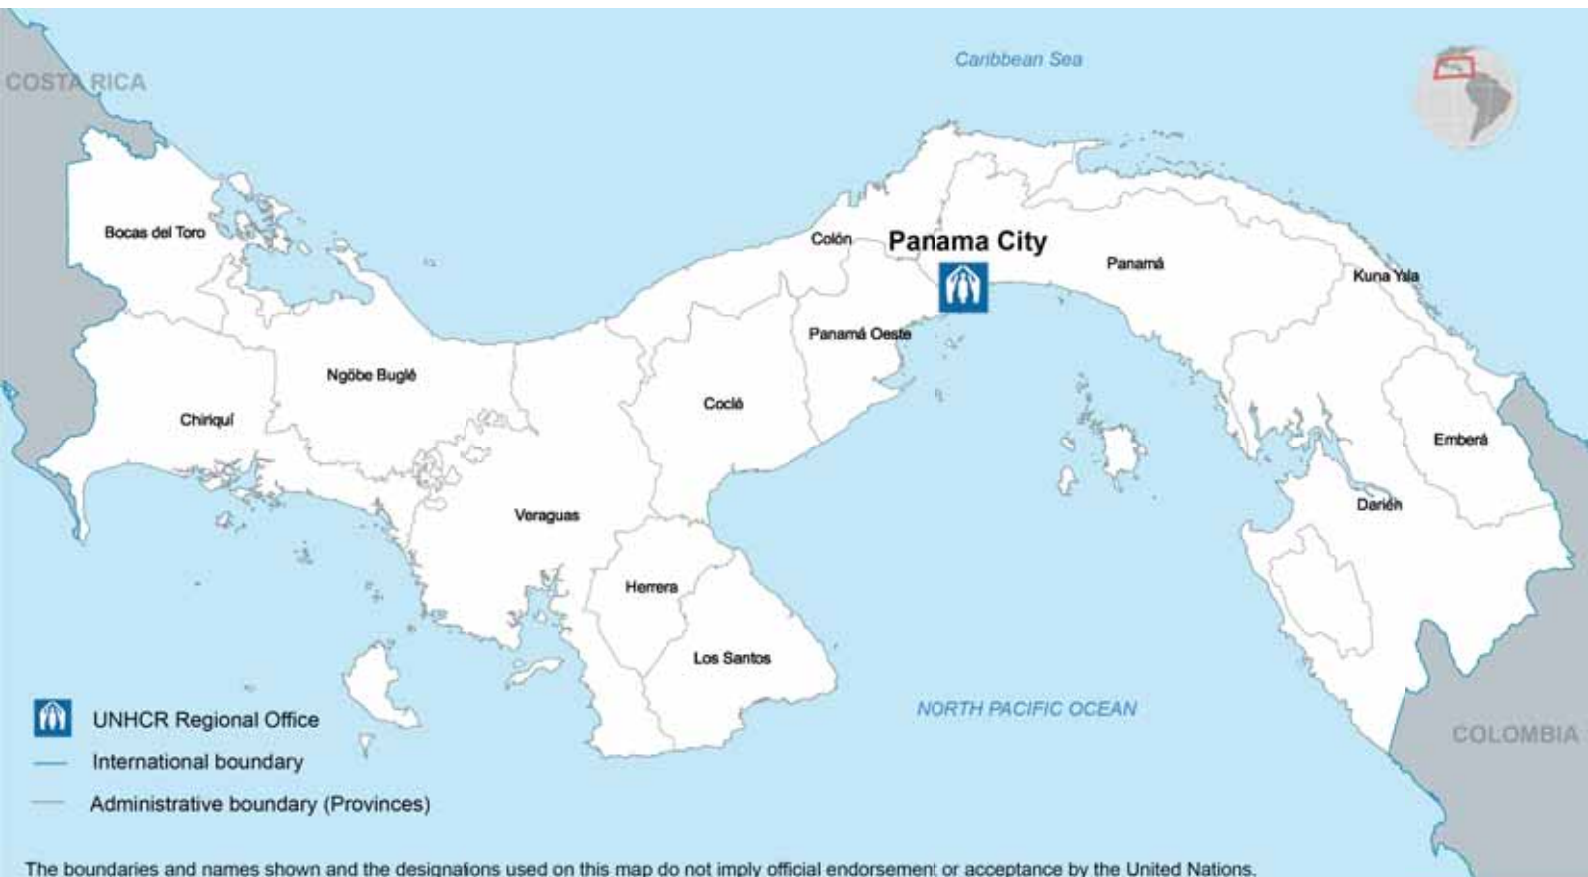 Caribbean Sea
COSTA RICA
Bocas del Toro
Colón
Panama City
Panamá
Kuna Yala
Panamá Oeste
Ngöbe Buglé
Coclé
Chiriquí
Emberá
Darién
Veraguas
Herrera
Los Santos
NORTH PACIFIC OCEAN
COLOMBIA
UNHCR Regional Office
International boundary
Administrative boundary (Provinces)
The boundaries and names shown and the designations used on this map do not imply official endorsement or acceptance by the United Nations.